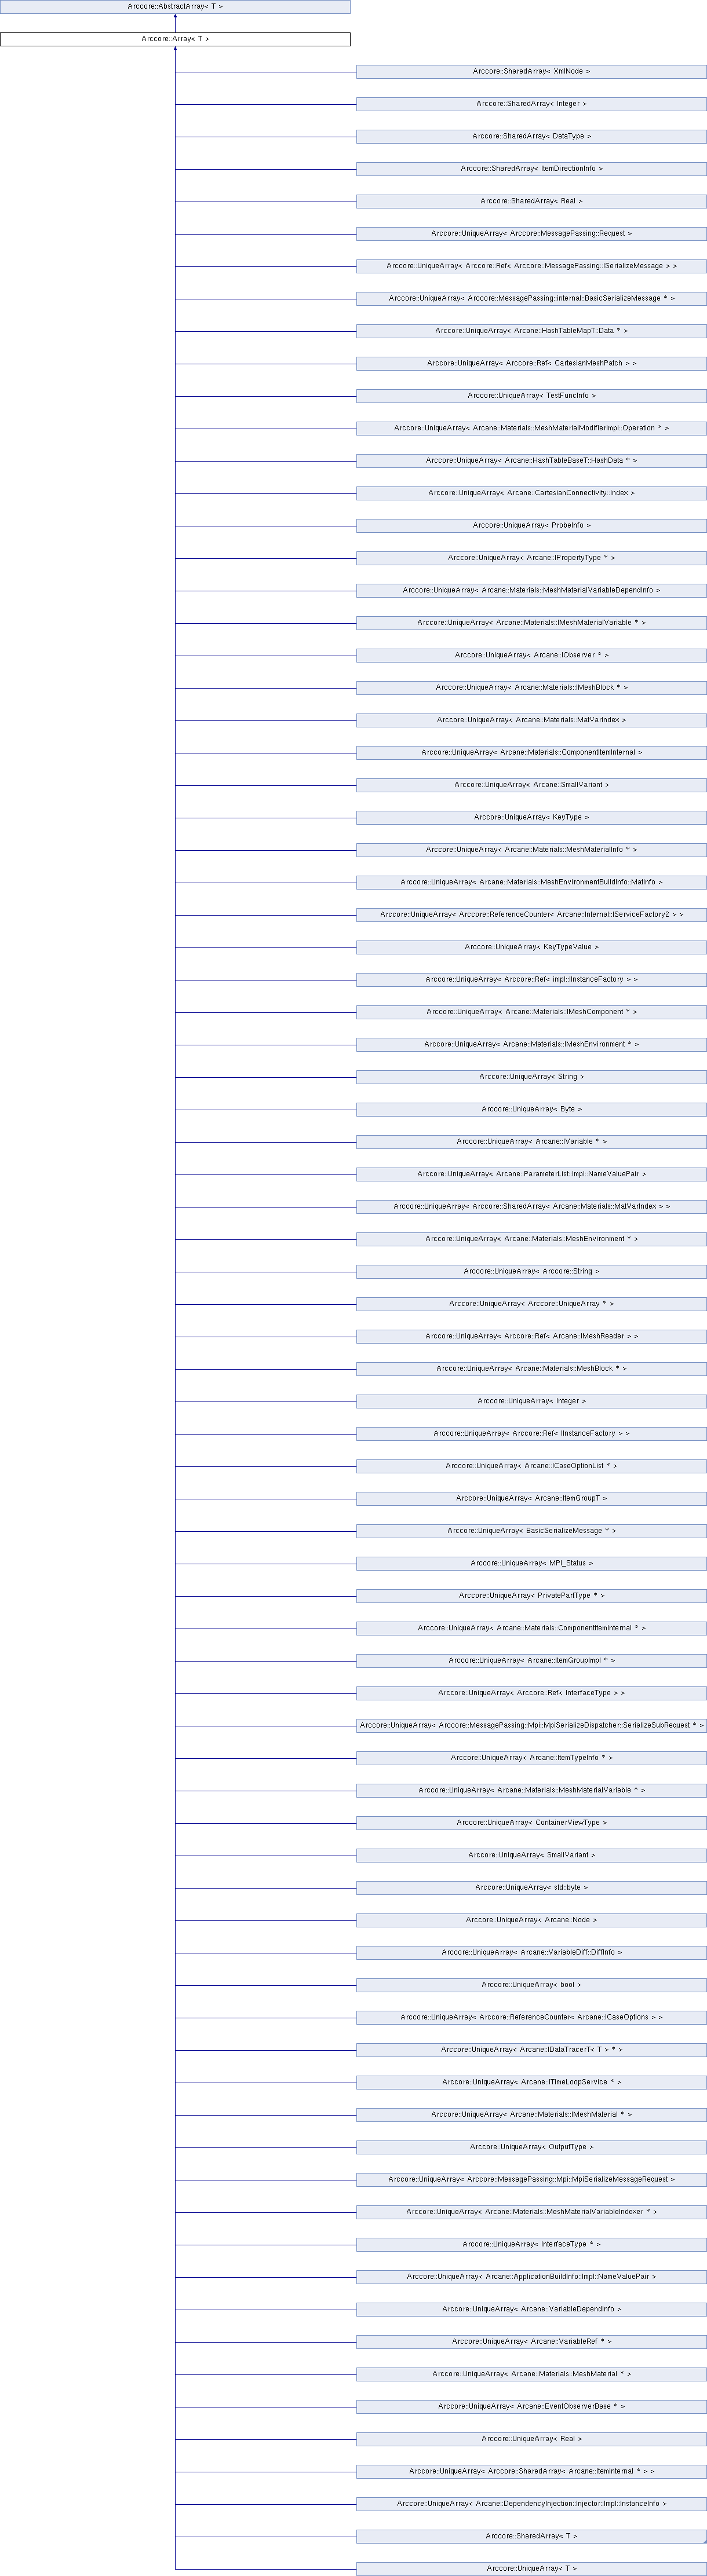 Arccore::AbstractArray< T >
Arccore::Array< T >
Arccore::SharedArray< XmlNode >
Arccore::SharedArray< Integer >
Arccore::SharedArray< DataType >
Arccore::SharedArray< ItemDirectionInfo >
Arccore::SharedArray< Real >
Arccore::UniqueArray< Arccore::MessagePassing::Request >
Arccore::UniqueArray< Arccore::Ref< Arccore::MessagePassing::ISerializeMessage > >
Arccore::UniqueArray< Arccore::MessagePassing::internal::BasicSerializeMessage * >
Arccore::UniqueArray< Arcane::HashTableMapT::Data * >
Arccore::UniqueArray< Arccore::Ref< CartesianMeshPatch > >
Arccore::UniqueArray< TestFuncInfo >
Arccore::UniqueArray< Arcane::Materials::MeshMaterialModifierImpl::Operation * >
Arccore::UniqueArray< Arcane::HashTableBaseT::HashData * >
Arccore::UniqueArray< Arcane::CartesianConnectivity::Index >
Arccore::UniqueArray< ProbeInfo >
Arccore::UniqueArray< Arcane::IPropertyType * >
Arccore::UniqueArray< Arcane::Materials::MeshMaterialVariableDependInfo >
Arccore::UniqueArray< Arcane::Materials::IMeshMaterialVariable * >
Arccore::UniqueArray< Arcane::IObserver * >
Arccore::UniqueArray< Arcane::Materials::IMeshBlock * >
Arccore::UniqueArray< Arcane::Materials::MatVarIndex >
Arccore::UniqueArray< Arcane::Materials::ComponentItemInternal >
Arccore::UniqueArray< Arcane::SmallVariant >
Arccore::UniqueArray< KeyType >
Arccore::UniqueArray< Arcane::Materials::MeshMaterialInfo * >
Arccore::UniqueArray< Arcane::Materials::MeshEnvironmentBuildInfo::MatInfo >
Arccore::UniqueArray< Arccore::ReferenceCounter< Arcane::Internal::IServiceFactory2 > >
Arccore::UniqueArray< KeyTypeValue >
Arccore::UniqueArray< Arccore::Ref< impl::IInstanceFactory > >
Arccore::UniqueArray< Arcane::Materials::IMeshComponent * >
Arccore::UniqueArray< Arcane::Materials::IMeshEnvironment * >
Arccore::UniqueArray< String >
Arccore::UniqueArray< Byte >
Arccore::UniqueArray< Arcane::IVariable * >
Arccore::UniqueArray< Arcane::ParameterList::Impl::NameValuePair >
Arccore::UniqueArray< Arccore::SharedArray< Arcane::Materials::MatVarIndex > >
Arccore::UniqueArray< Arcane::Materials::MeshEnvironment * >
Arccore::UniqueArray< Arccore::String >
Arccore::UniqueArray< Arccore::UniqueArray * >
Arccore::UniqueArray< Arccore::Ref< Arcane::IMeshReader > >
Arccore::UniqueArray< Arcane::Materials::MeshBlock * >
Arccore::UniqueArray< Integer >
Arccore::UniqueArray< Arccore::Ref< IInstanceFactory > >
Arccore::UniqueArray< Arcane::ICaseOptionList * >
Arccore::UniqueArray< Arcane::ItemGroupT >
Arccore::UniqueArray< BasicSerializeMessage * >
Arccore::UniqueArray< MPI_Status >
Arccore::UniqueArray< PrivatePartType * >
Arccore::UniqueArray< Arcane::Materials::ComponentItemInternal * >
Arccore::UniqueArray< Arcane::ItemGroupImpl * >
Arccore::UniqueArray< Arccore::Ref< InterfaceType > >
Arccore::UniqueArray< Arccore::MessagePassing::Mpi::MpiSerializeDispatcher::SerializeSubRequest * >
Arccore::UniqueArray< Arcane::ItemTypeInfo * >
Arccore::UniqueArray< Arcane::Materials::MeshMaterialVariable * >
Arccore::UniqueArray< ContainerViewType >
Arccore::UniqueArray< SmallVariant >
Arccore::UniqueArray< std::byte >
Arccore::UniqueArray< Arcane::Node >
Arccore::UniqueArray< Arcane::VariableDiff::DiffInfo >
Arccore::UniqueArray< bool >
Arccore::UniqueArray< Arccore::ReferenceCounter< Arcane::ICaseOptions > >
Arccore::UniqueArray< Arcane::IDataTracerT< T > * >
Arccore::UniqueArray< Arcane::ITimeLoopService * >
Arccore::UniqueArray< Arcane::Materials::IMeshMaterial * >
Arccore::UniqueArray< OutputType >
Arccore::UniqueArray< Arccore::MessagePassing::Mpi::MpiSerializeMessageRequest >
Arccore::UniqueArray< Arcane::Materials::MeshMaterialVariableIndexer * >
Arccore::UniqueArray< InterfaceType * >
Arccore::UniqueArray< Arcane::ApplicationBuildInfo::Impl::NameValuePair >
Arccore::UniqueArray< Arcane::VariableDependInfo >
Arccore::UniqueArray< Arcane::VariableRef * >
Arccore::UniqueArray< Arcane::Materials::MeshMaterial * >
Arccore::UniqueArray< Arcane::EventObserverBase * >
Arccore::UniqueArray< Real >
Arccore::UniqueArray< Arccore::SharedArray< Arcane::ItemInternal * > >
Arccore::UniqueArray< Arcane::DependencyInjection::Injector::Impl::InstanceInfo >
Arccore::SharedArray< T >
Arccore::UniqueArray< T >